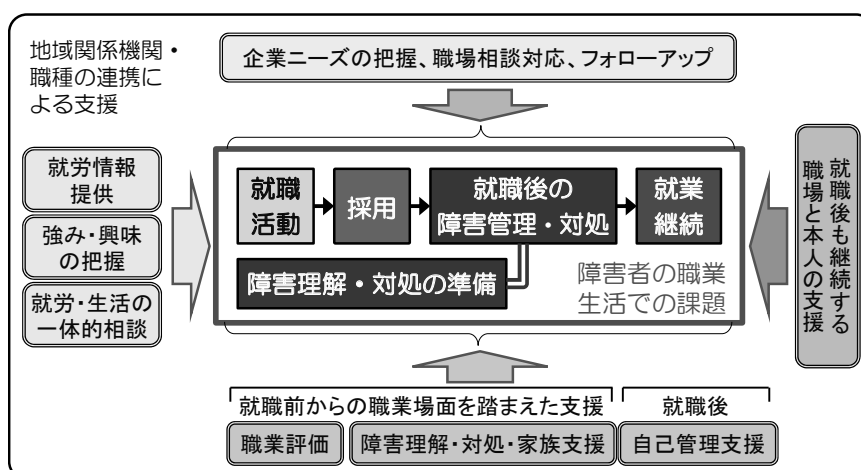 地域関係機関・
職種の連携に
よる支援
企業ニーズの把握、職場相談対応、フォローアップ
就労情報
提供
強み・興味
の把握
就労・生活の
一体的相談
就職
活動
採用
就職後の
障害管理・対処
就業
継続
障害理解・対処の準備
障害者の職業
生活での課題
就職後も継続する
職場と本人の支援
就職前からの職業場面を踏まえた支援
就職後
職業評価
障害理解・対処・家族支援
自己管理支援